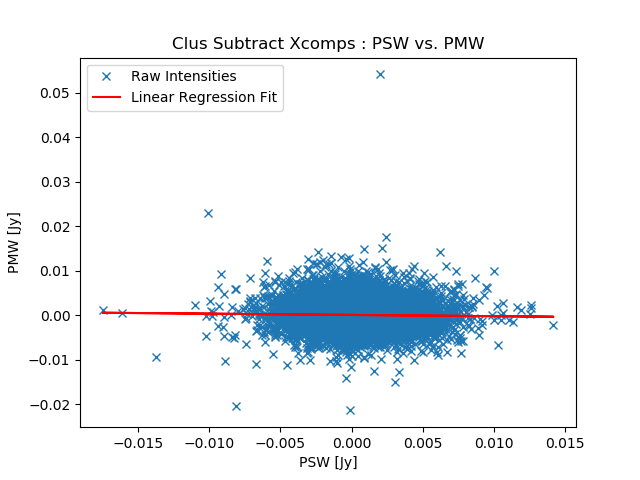 Clus Subtract Xcomps : PSW vs. PMW
Raw Intensities
Linear Regression Fit
0.05
0.04
0.03
0.02
0.01
0.00
−0.01
−0.02
PMW [Jy]
−0.015 −0.010 −0.005 0.000 0.005 0.010 0.015
PSW [Jy]